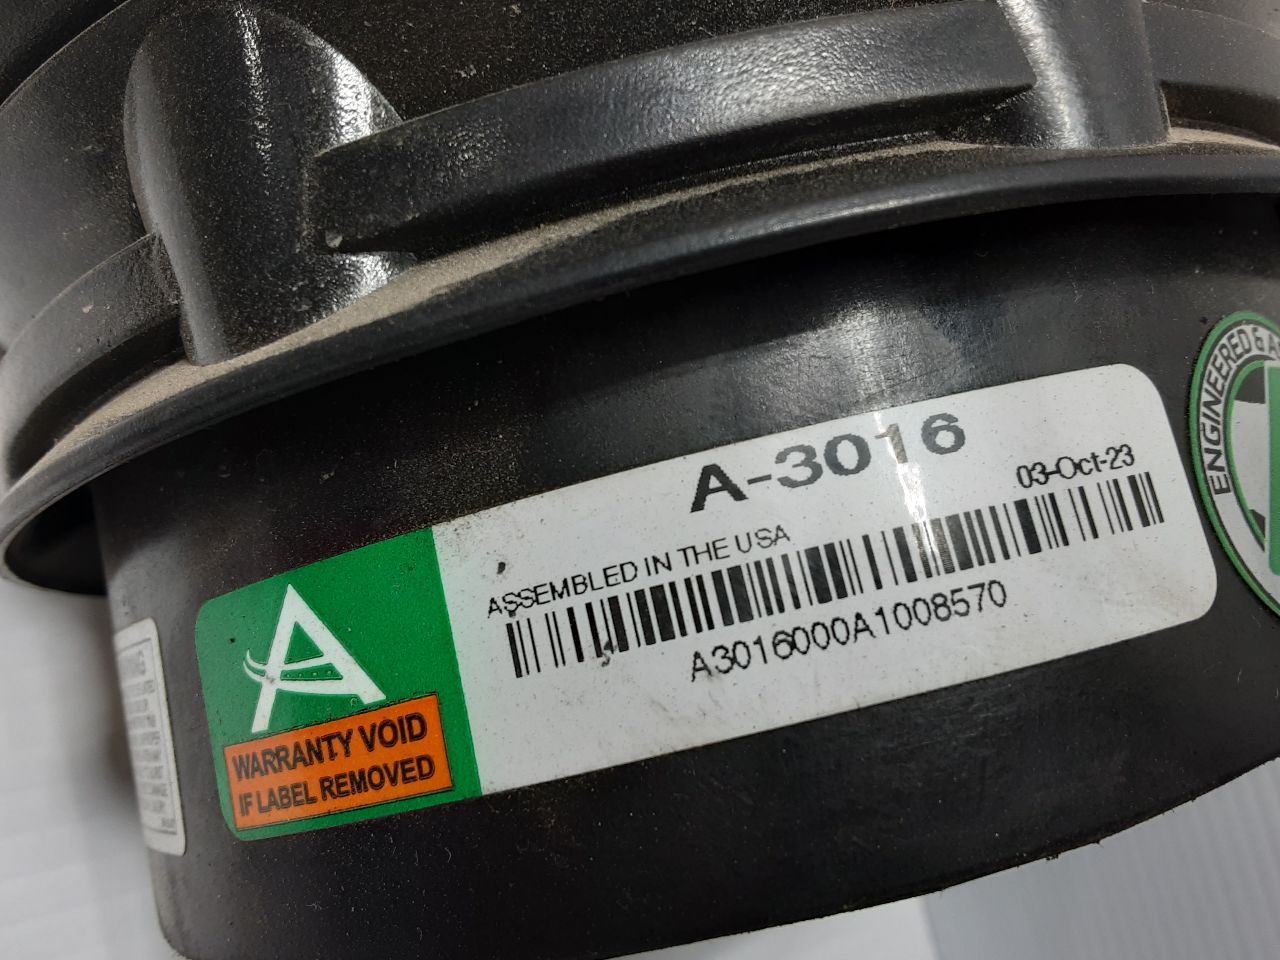 A-3016
03-Oct-23
ASSEMBLED IN THE USA
A3016000A1008570
A
WARRANTY VOID
IF LABEL REMOVED
ENGINEERED & A